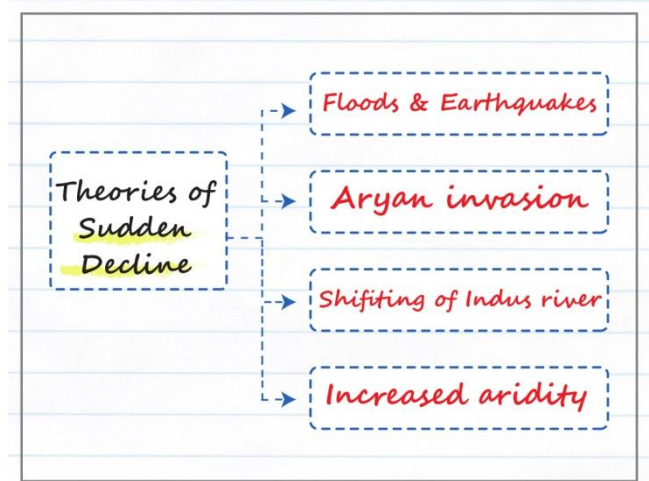 Theories of
Sudden
Decline
Floods & Earthquakes
Aryan invasion
Shifiting of Indus river
Increased aridity